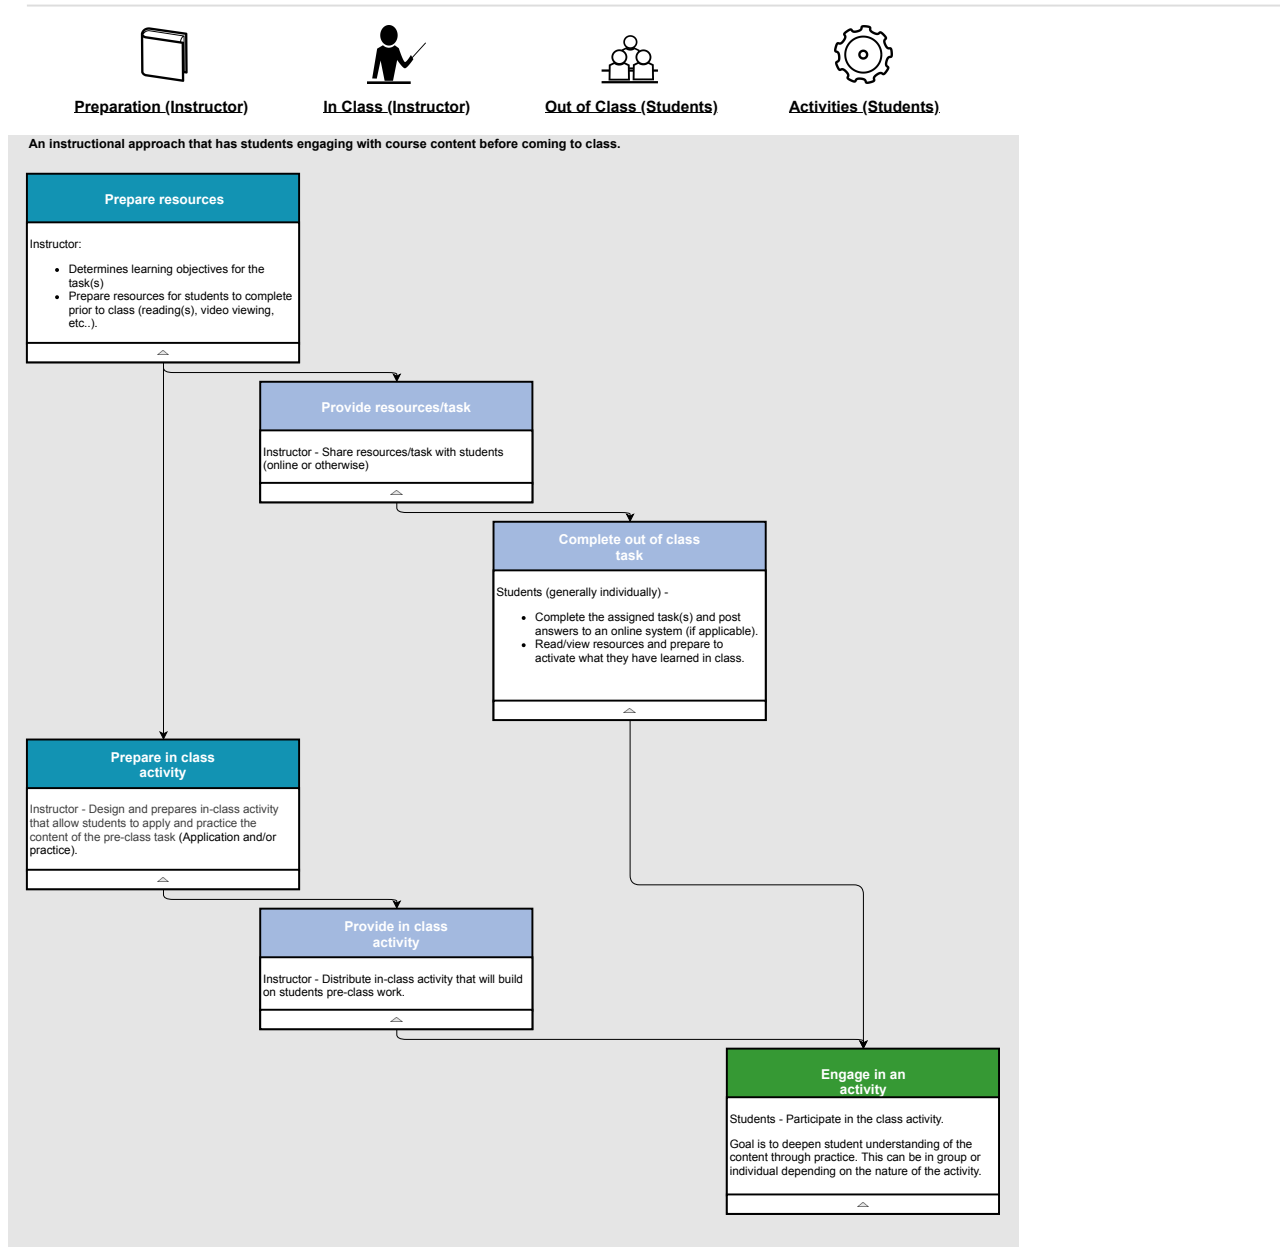 Preparation (Instructor)
In Class (Instructor)
Out of Class (Students)
Activities (Students)
An instructional approach that has students engaging with course content before coming to class.
Prepare resources
Instructor:
• Determines learning objectives for the
task(s)
• Prepare resources for students to complete
prior to class (reading(s), video viewing,
etc..).
Provide resources/task
Instructor - Share resources/task with students
(online or otherwise)
Complete out of class
task
Students (generally individually) -
• Complete the assigned task(s) and post
answers to an online system (if applicable).
• Read/view resources and prepare to
activate what they have learned in class.
Prepare in class
activity
Instructor - Design and prepares in-class activity
that allow students to apply and practice the
content of the pre-class task (Application and/or
practice).
Provide in class
activity
Instructor - Distribute in-class activity that will build
on students pre-class work.
Engage in an
activity
Students - Participate in the class activity.
Goal is to deepen student understanding of the
content through practice. This can be in group or
individual depending on the nature of the activity.